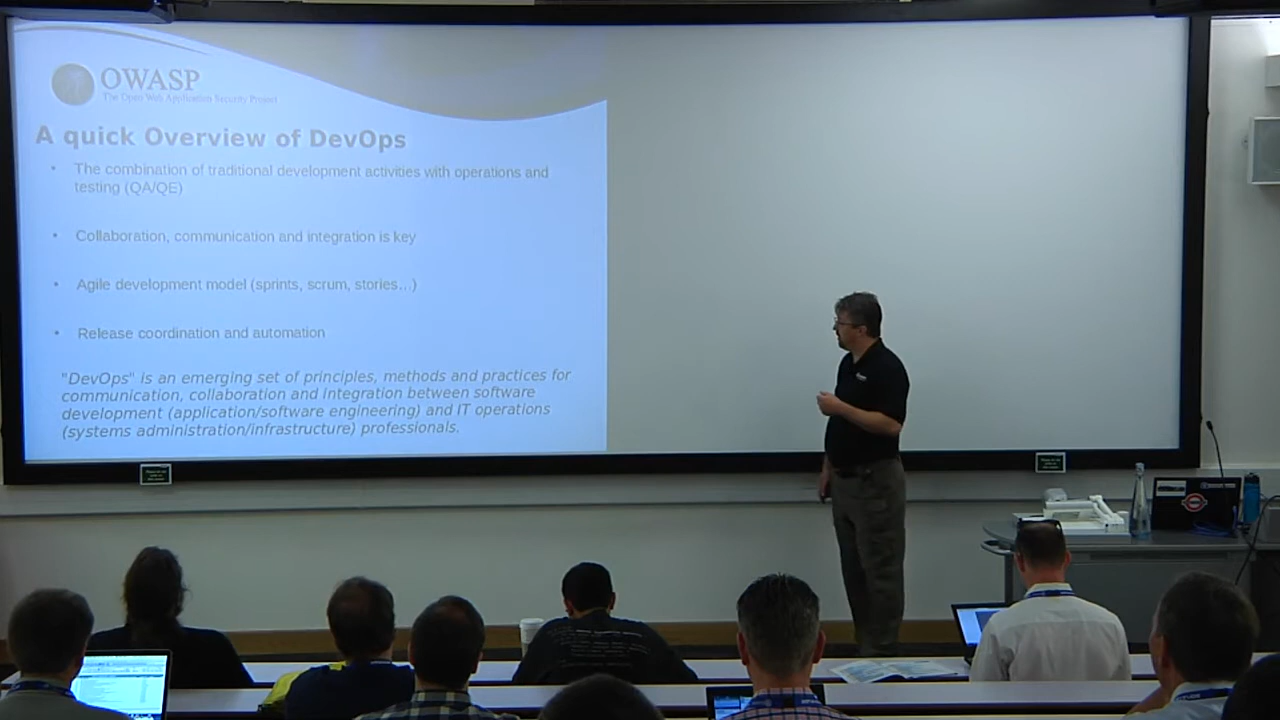 OWASP
The Open Web Application Security Project
A quick Overview of DevOps
• The combination of traditional development activities with operations and
testing (QA/QE)
• Collaboration, communication and integration is key
• Agile development model (sprints, scrum, stories...)
• Release coordination and automation
"DevOps" is an emerging set of principles, methods and practices for
communication, collaboration and integration between software
development (application/software engineering) and IT operations
(systems administration/infrastructure) professionals.